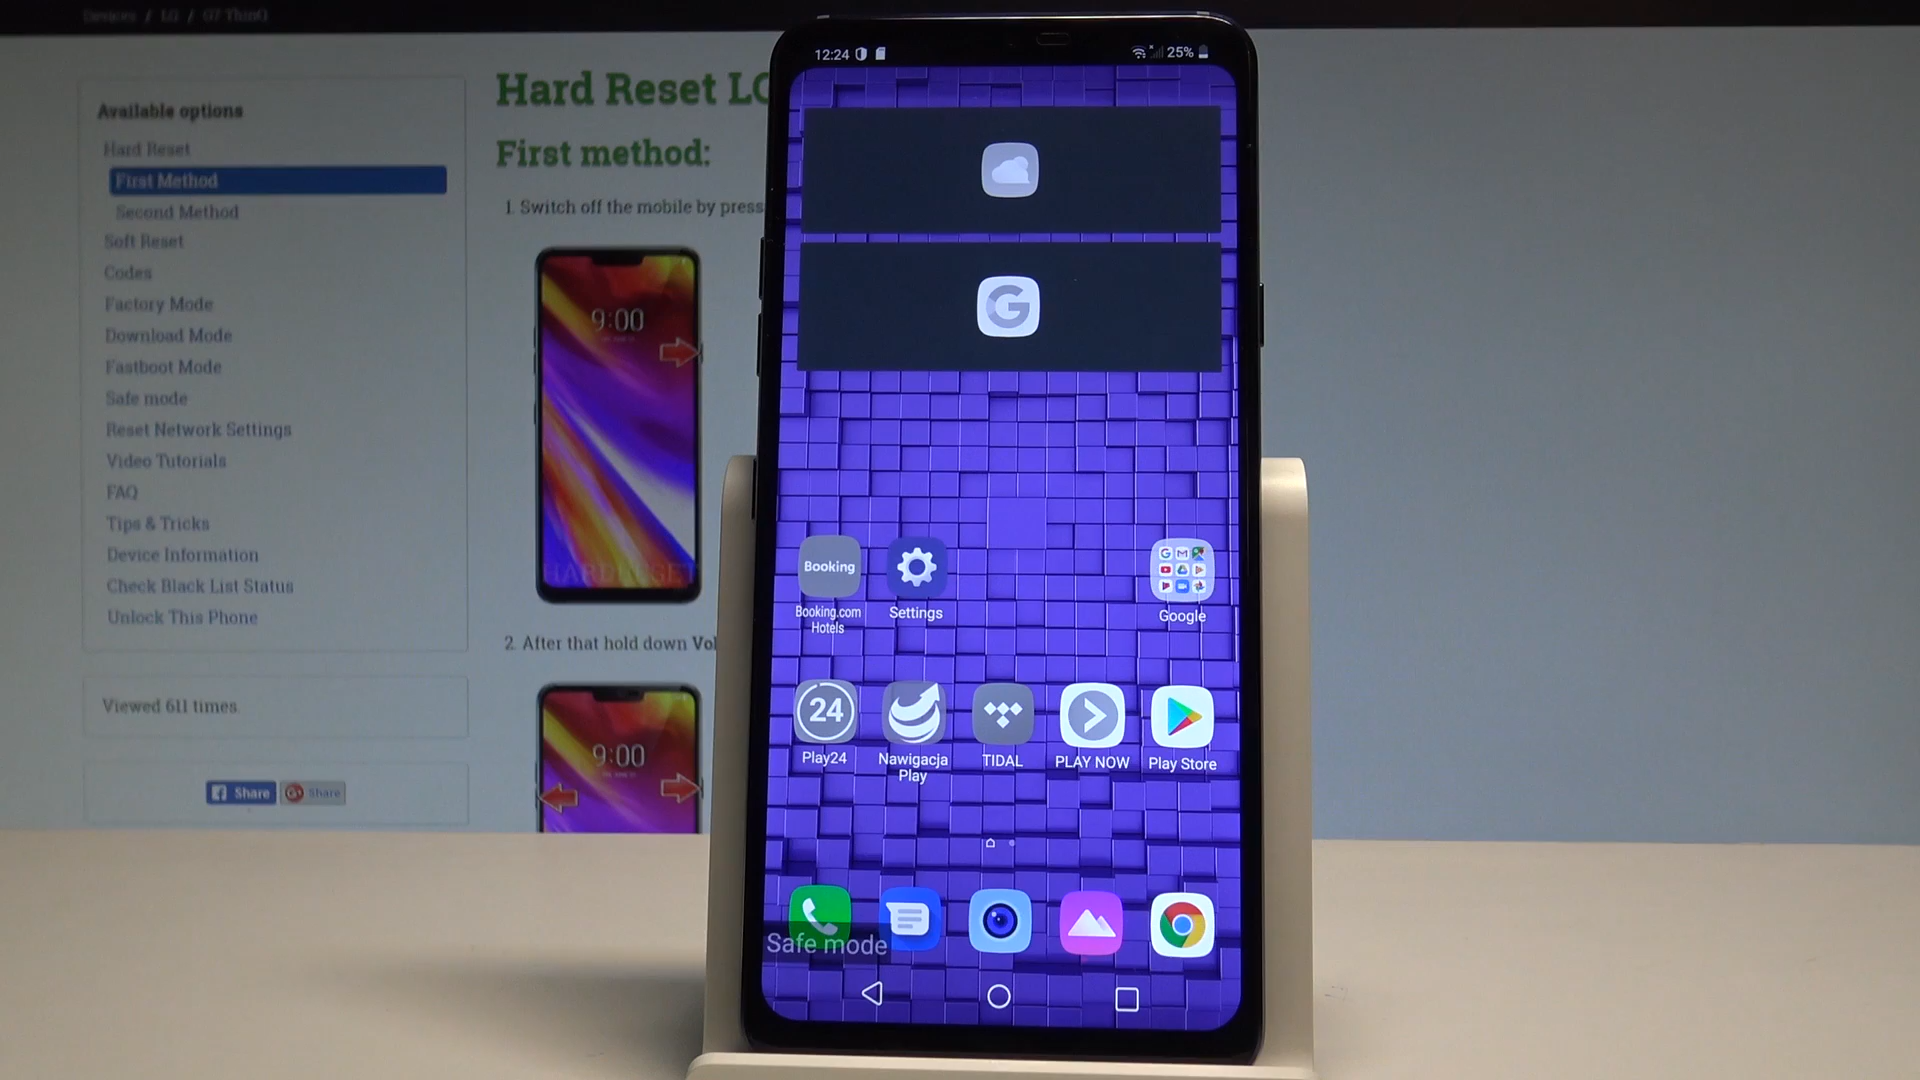 Devices / LG / G7 ThinQ
Available options
Hard Reset
First Method
Second Method
Soft Reset
Codes
Factory Mode
Download Mode
Fastboot Mode
Safe mode
Reset Network Settings
Video Tutorials
FAQ
Tips & Tricks
Device Information
Check Black List Status
Unlock This Phone
Viewed 611 times.
Share
Share
Hard Reset LG
First method:
1. Switch off the mobile by press
9:00
2. After that hold down Vol
9:00
12:24
25%
Booking
Booking.com
Hotels
Settings
Google
24
Play24
Nawigacja
Play
TIDAL
PLAY NOW
Play Store
Safe mode